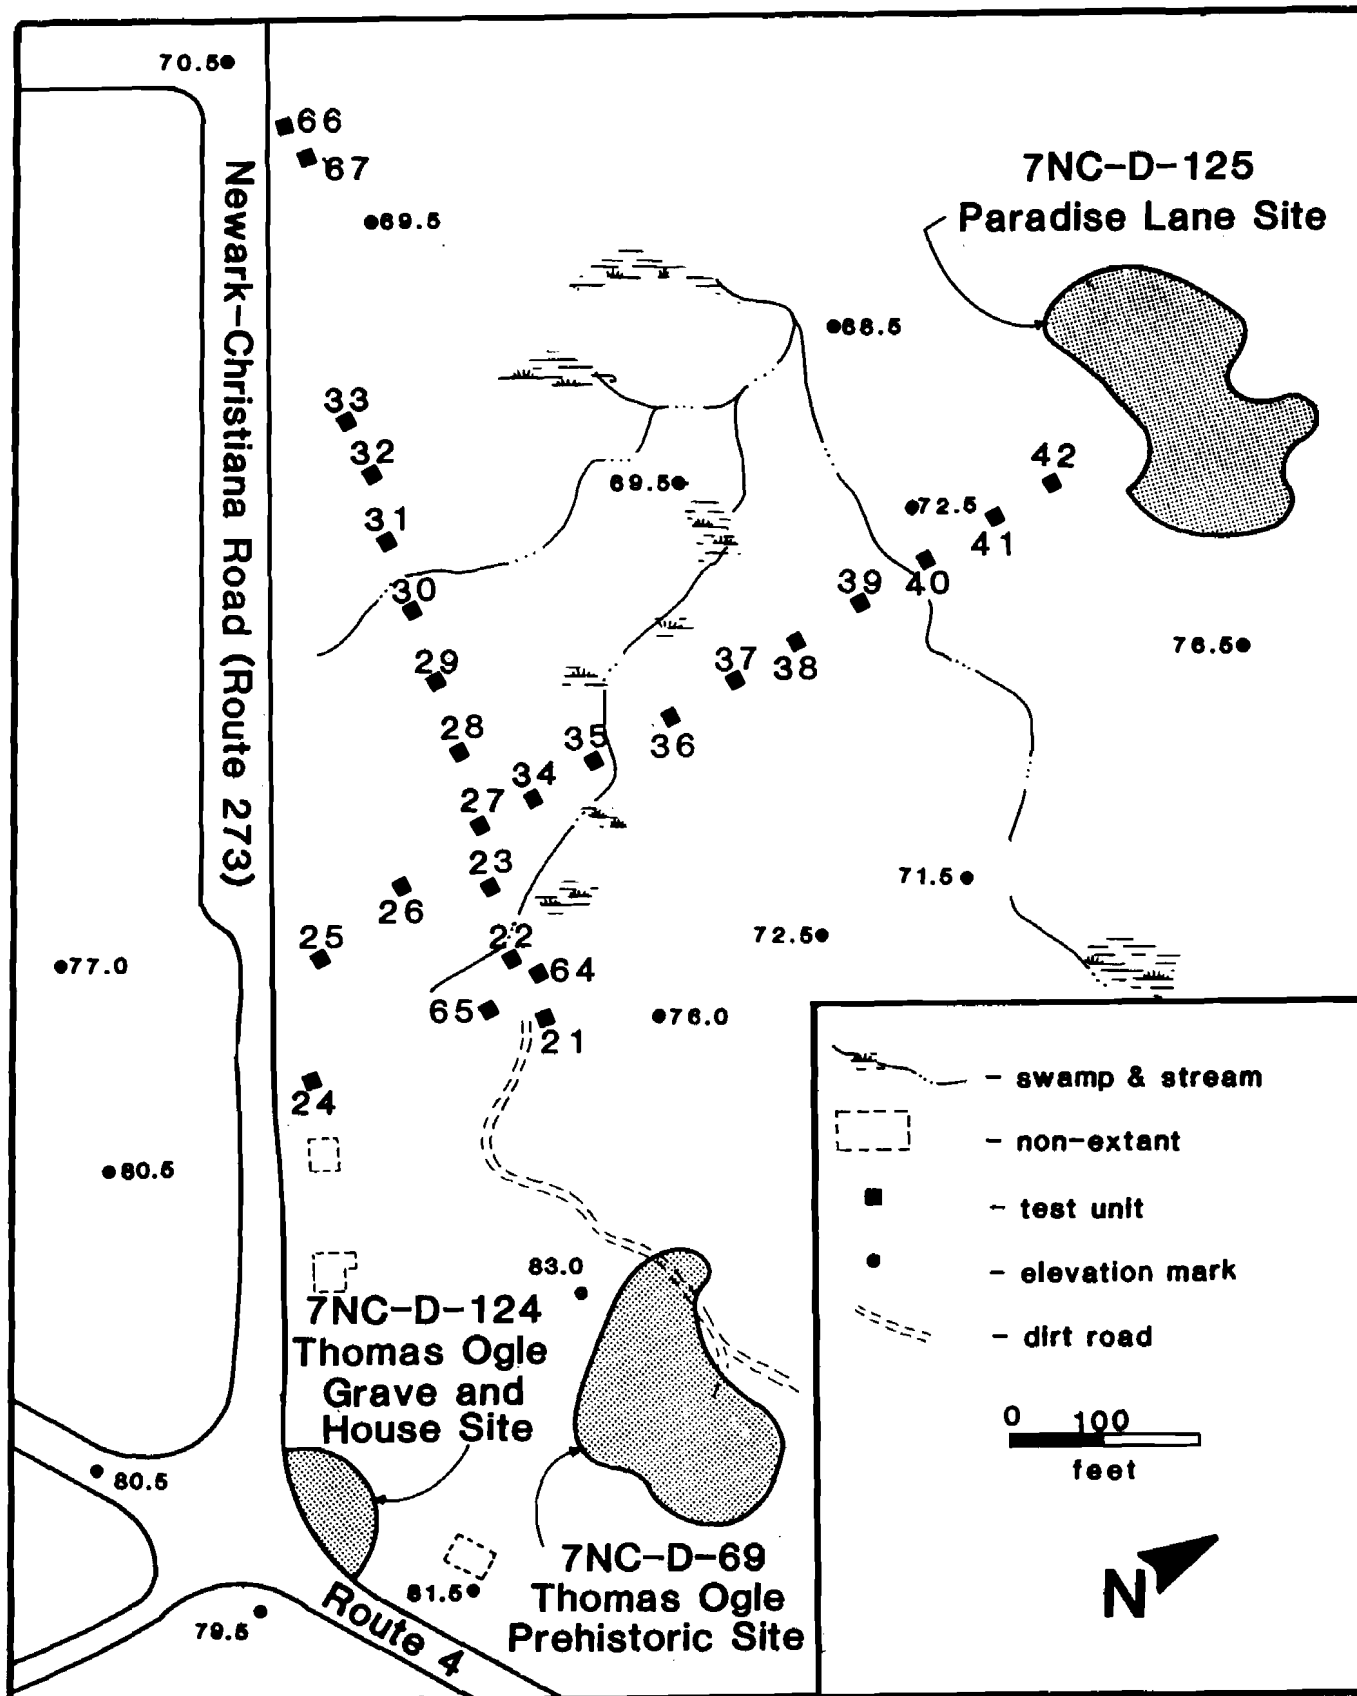 70.5
66
67
69.5
7NC-D-125
Paradise Lane Site
68.5
Newark-Christiana Road (Route 273)
33
32
31
30
29
28
27
23
69.5
72.5
42
41
40
39
38
37
36
35
34
76.5
26
25
22
64
65
21
24
77.0
71.5
72.5
76.0
80.5
83.0
7NC-D-124
Thomas Ogle
Grave and
House Site
80.5
81.5
79.5
Route 4
7NC-D-69
Thomas Ogle
Prehistoric Site
- swamp & stream
- non-extant
- test unit
- elevation mark
- dirt road
0 100
feet
N